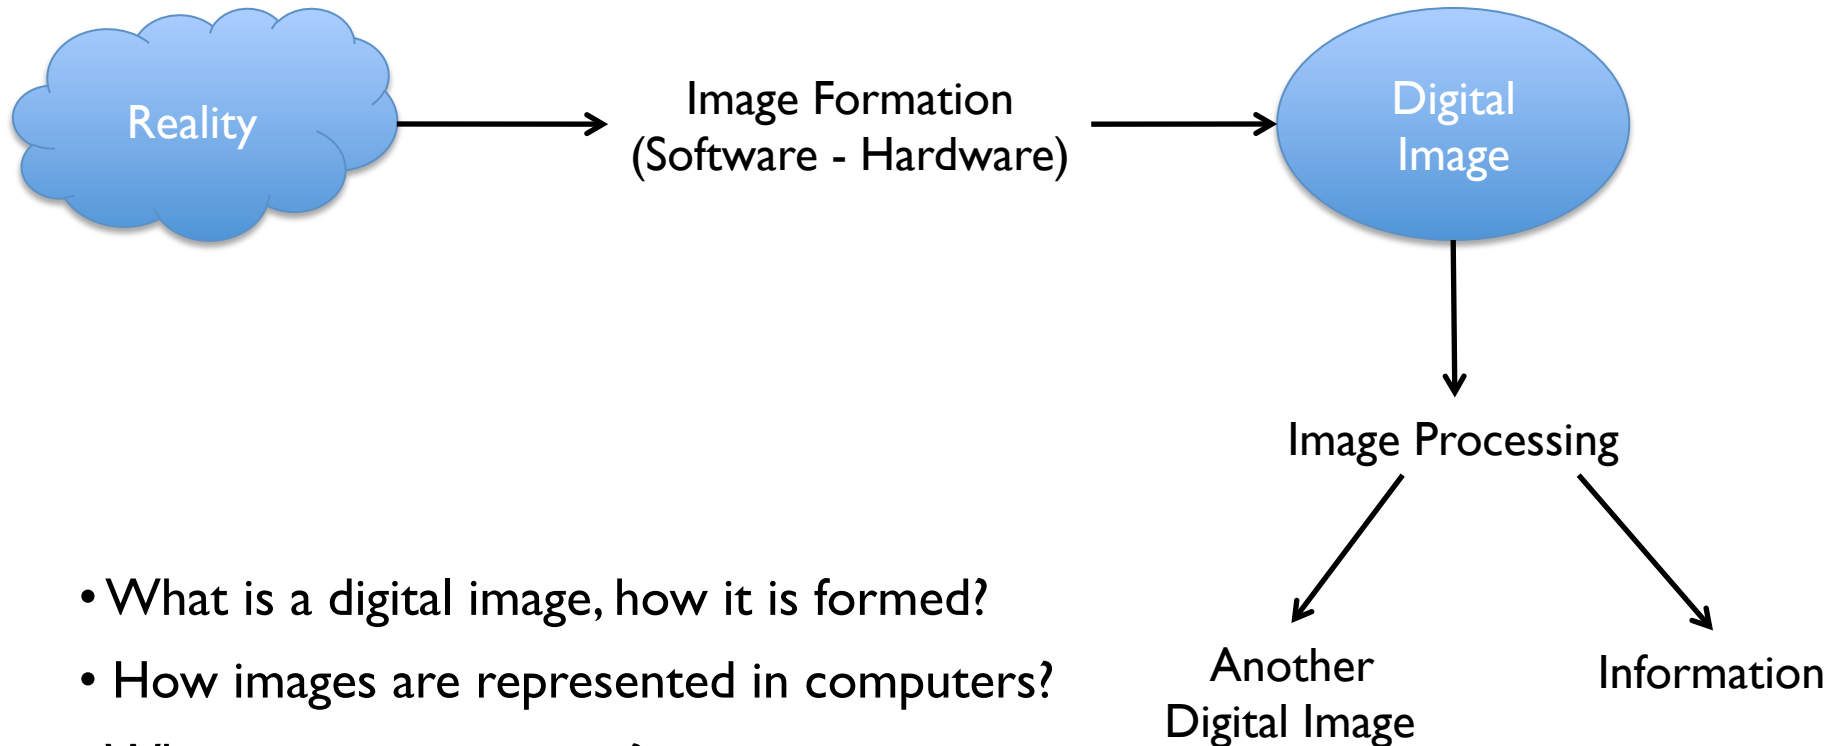 Reality
Image Formation
(Software - Hardware)
Digital
Image
Image Processing
Another
Digital Image
Information
• What is a digital image, how it is formed?
• How images are represented in computers?